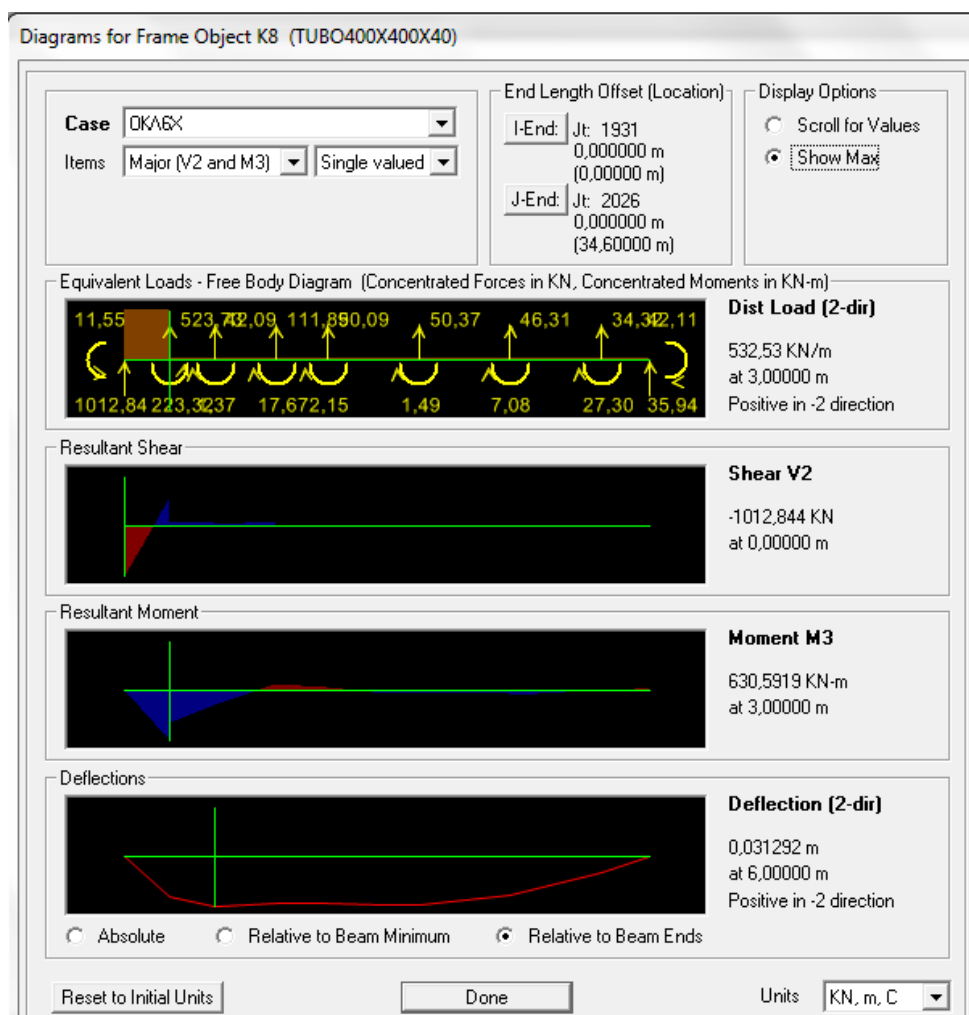 Diagrams for Frame Object K8 (TUBO400X400X40)
End Length Offset (Location)
Display Options
Case OKA6X
I-End: Jt: 1931
0,000000 m
(0,00000 m)
Scroll for Values
Items Major (V2 and M3) Single valued
Show Max
J-End: Jt: 2026
0,000000 m
(34,60000 m)
Equivalent Loads - Free Body Diagram (Concentrated Forces in KN, Concentrated Moments in KN-m)
11,55 50,37 46,31
1012,84 1,49 7,08 27,30 35,94
Dist Load (2-dir)
532,53 KN/m
at 3,00000 m
Positive in -2 direction
Resultant Shear
Shear V2
-1012,844 KN
at 0,00000 m
Resultant Moment
Moment M3
630,5919 KN-m
at 3,00000 m
Deflections
Deflection (2-dir)
0,031292 m
at 6,00000 m
Positive in -2 direction
Absolute Relative to Beam Minimum Relative to Beam Ends
Reset to Initial Units Done Units KN, m, C